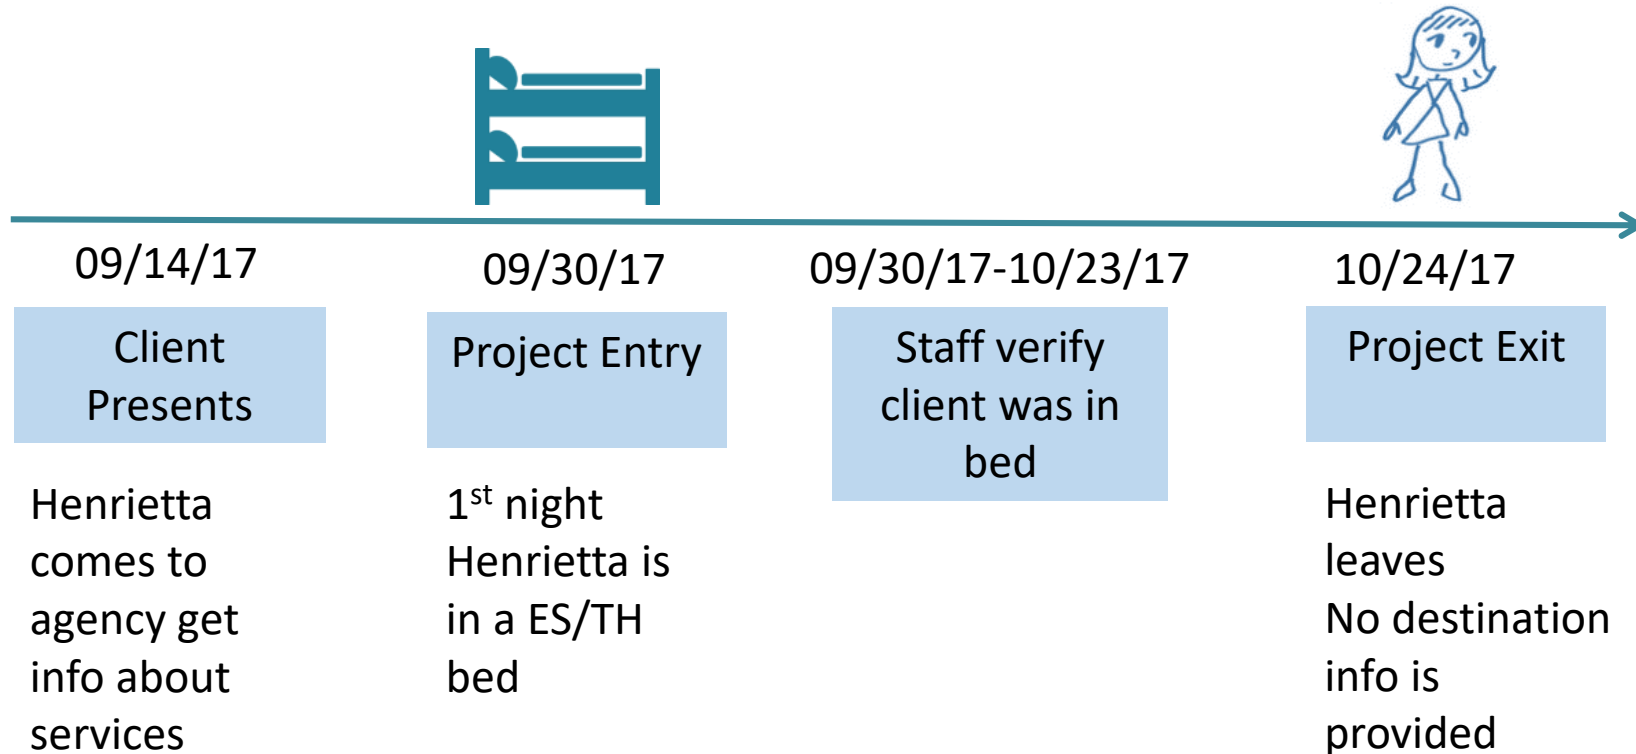 09/14/17
Client
Presents
Henrietta
comes to
agency get
info about
services
09/30/17
Project Entry
1st night
Henrietta is
in a ES/TH
bed
09/30/17-10/23/17
Staff verify
client was in
bed
10/24/17
Project Exit
Henrietta
leaves
No destination
info is
provided